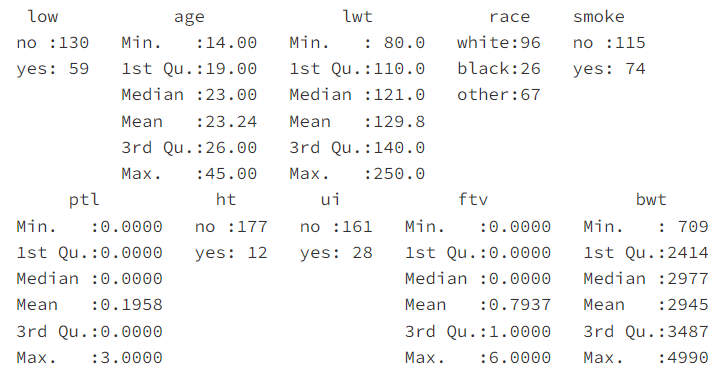 low age lwt race smoke
no :130 Min. :14.00 Min. : 80.0 white:96 no :115
yes: 59 1st Qu.:19.00 1st Qu.:110.0 black:26 yes: 74
Median :23.00 Median :121.0 other:67
Mean :23.24 Mean :129.8
3rd Qu.:26.00 3rd Qu.:140.0
Max. :45.00 Max. :250.0
ptl ht ui ftv bwt
Min. :0.0000 no :177 no :161 Min. :0.0000 Min. : 709
1st Qu.:0.0000 yes: 12 yes: 28 1st Qu.:0.0000 1st Qu.:2414
Median :0.0000 Median :0.0000 Median :2977
Mean :0.1958 Mean :0.7937 Mean :2945
3rd Qu.:0.0000 3rd Qu.:1.0000 3rd Qu.:3487
Max. :3.0000 Max. :6.0000 Max. :4990